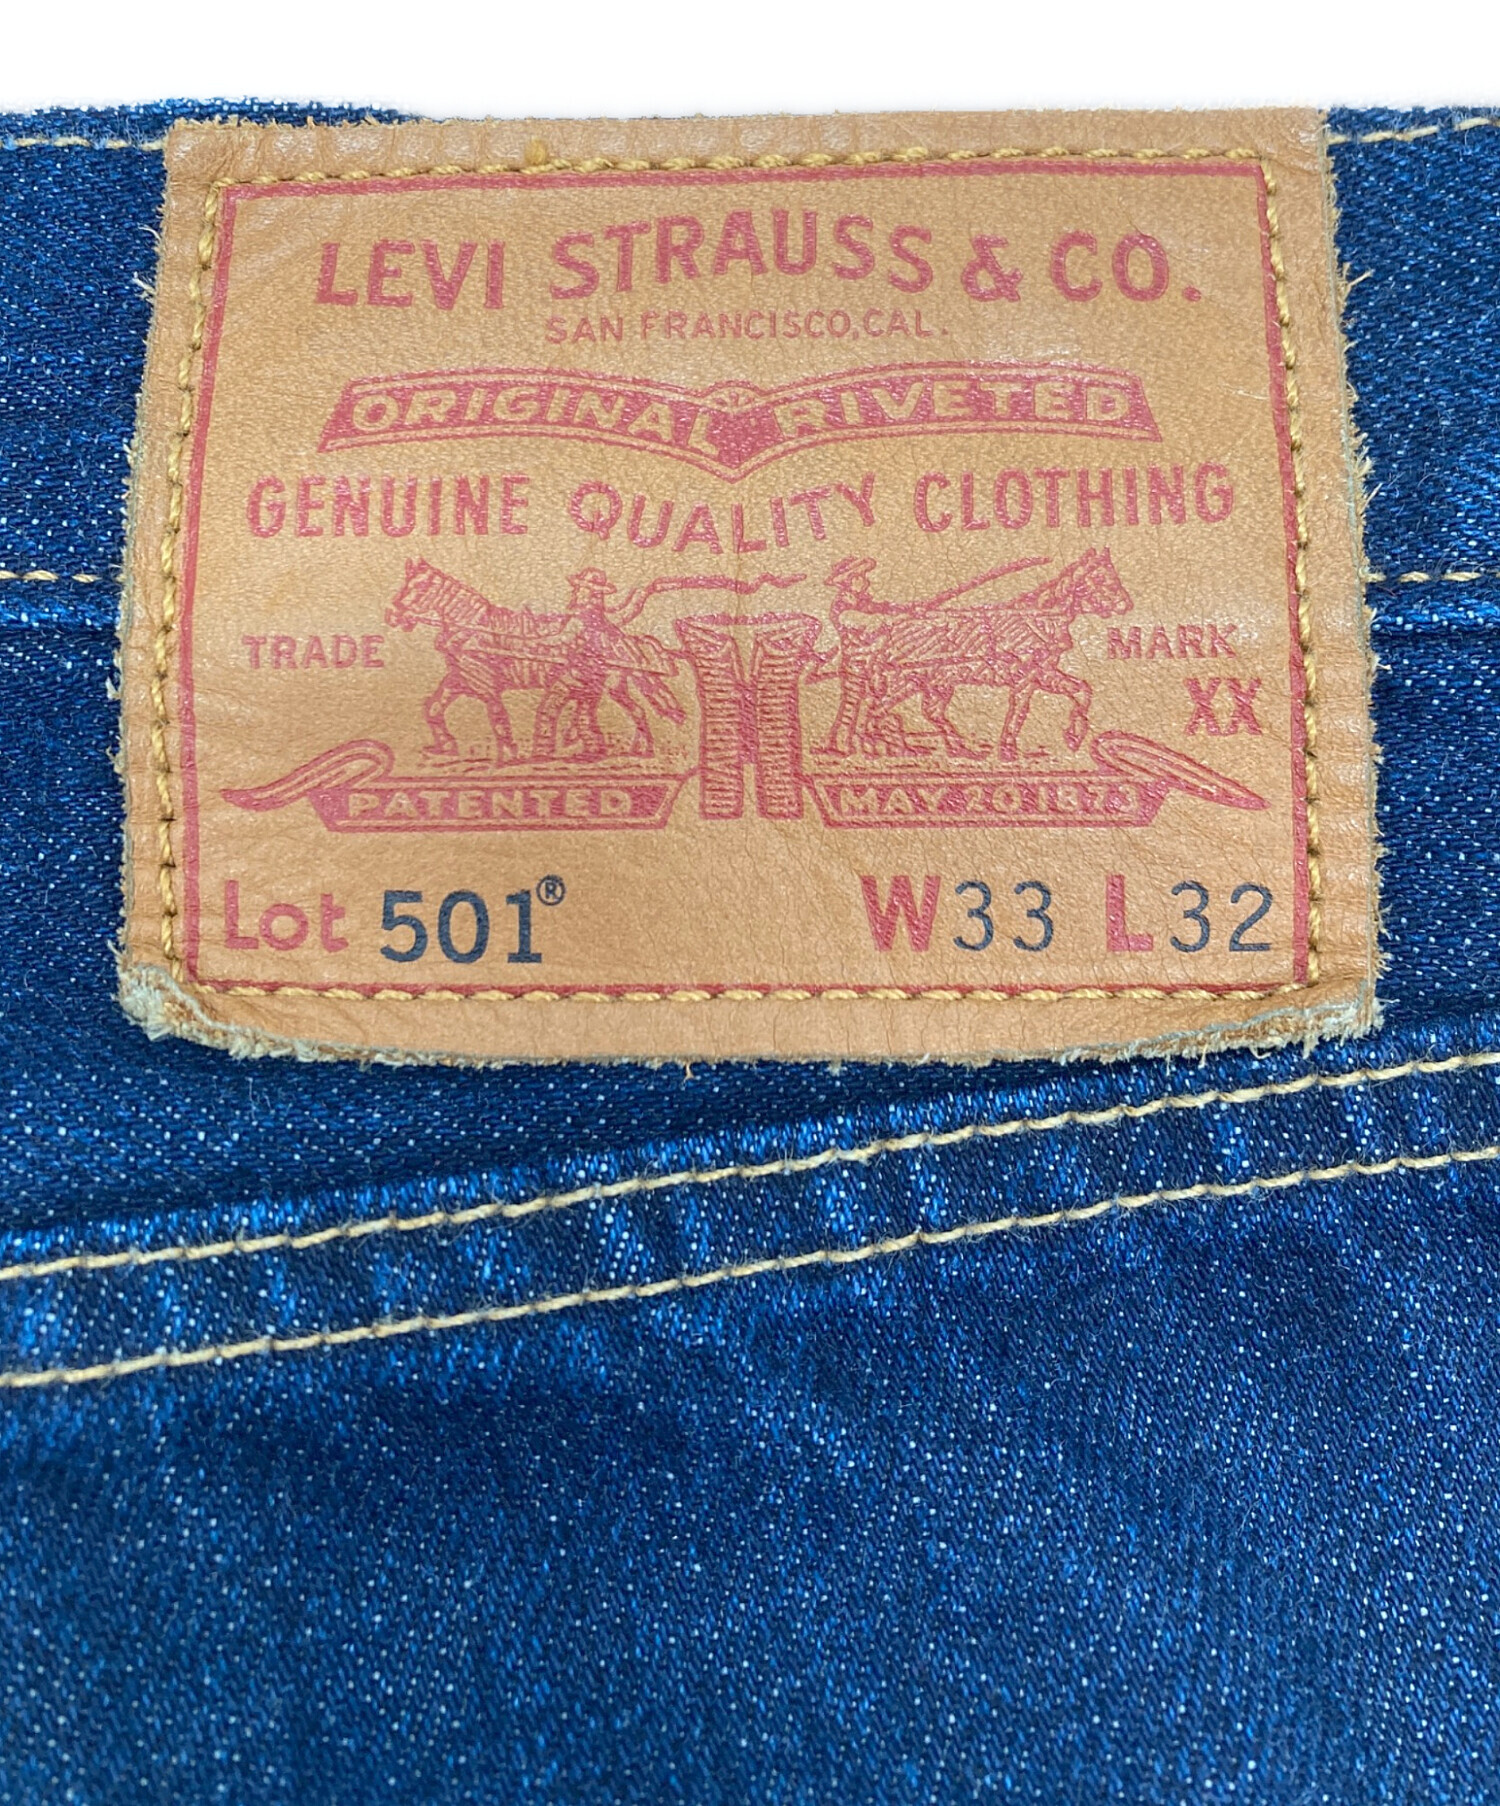 LEVI STRAUSS & CO.
SAN FRANCISCO, CAL.
ORIGINAL RIVETED
GENUINE QUALITY CLOTHING
TRADE MARK
XX
PATENTED MAY 20 1873
Lot 501® W33 L32